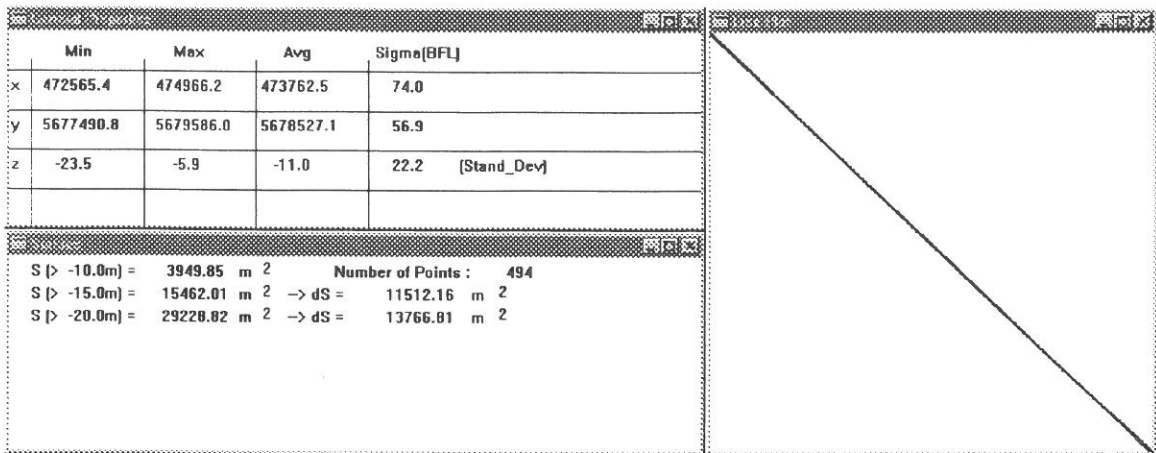 Min Max Avg Sigma(BFL)
x 472565.4 474966.2 473762.5 74.0
y 5677490.8 5679586.0 5678527.1 56.9
z -23.5 -5.9 -11.0 22.2 (Stand_Dev)
S (> -10.0m) = 3949.85 m 2 Number of Points : 494
S (> -15.0m) = 15462.01 m 2 –> dS = 11512.16 m 2
S (> -20.0m) = 29228.82 m 2 –> dS = 13766.81 m 2